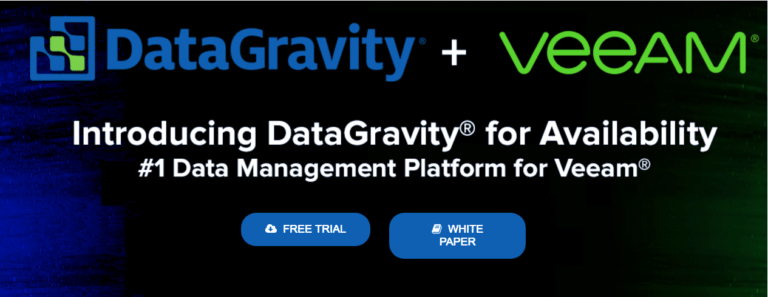 DataGravity® + veeAM®
Introducing DataGravity® for Availability
#1 Data Management Platform for Veeam®
FREE TRIAL
WHITE
PAPER